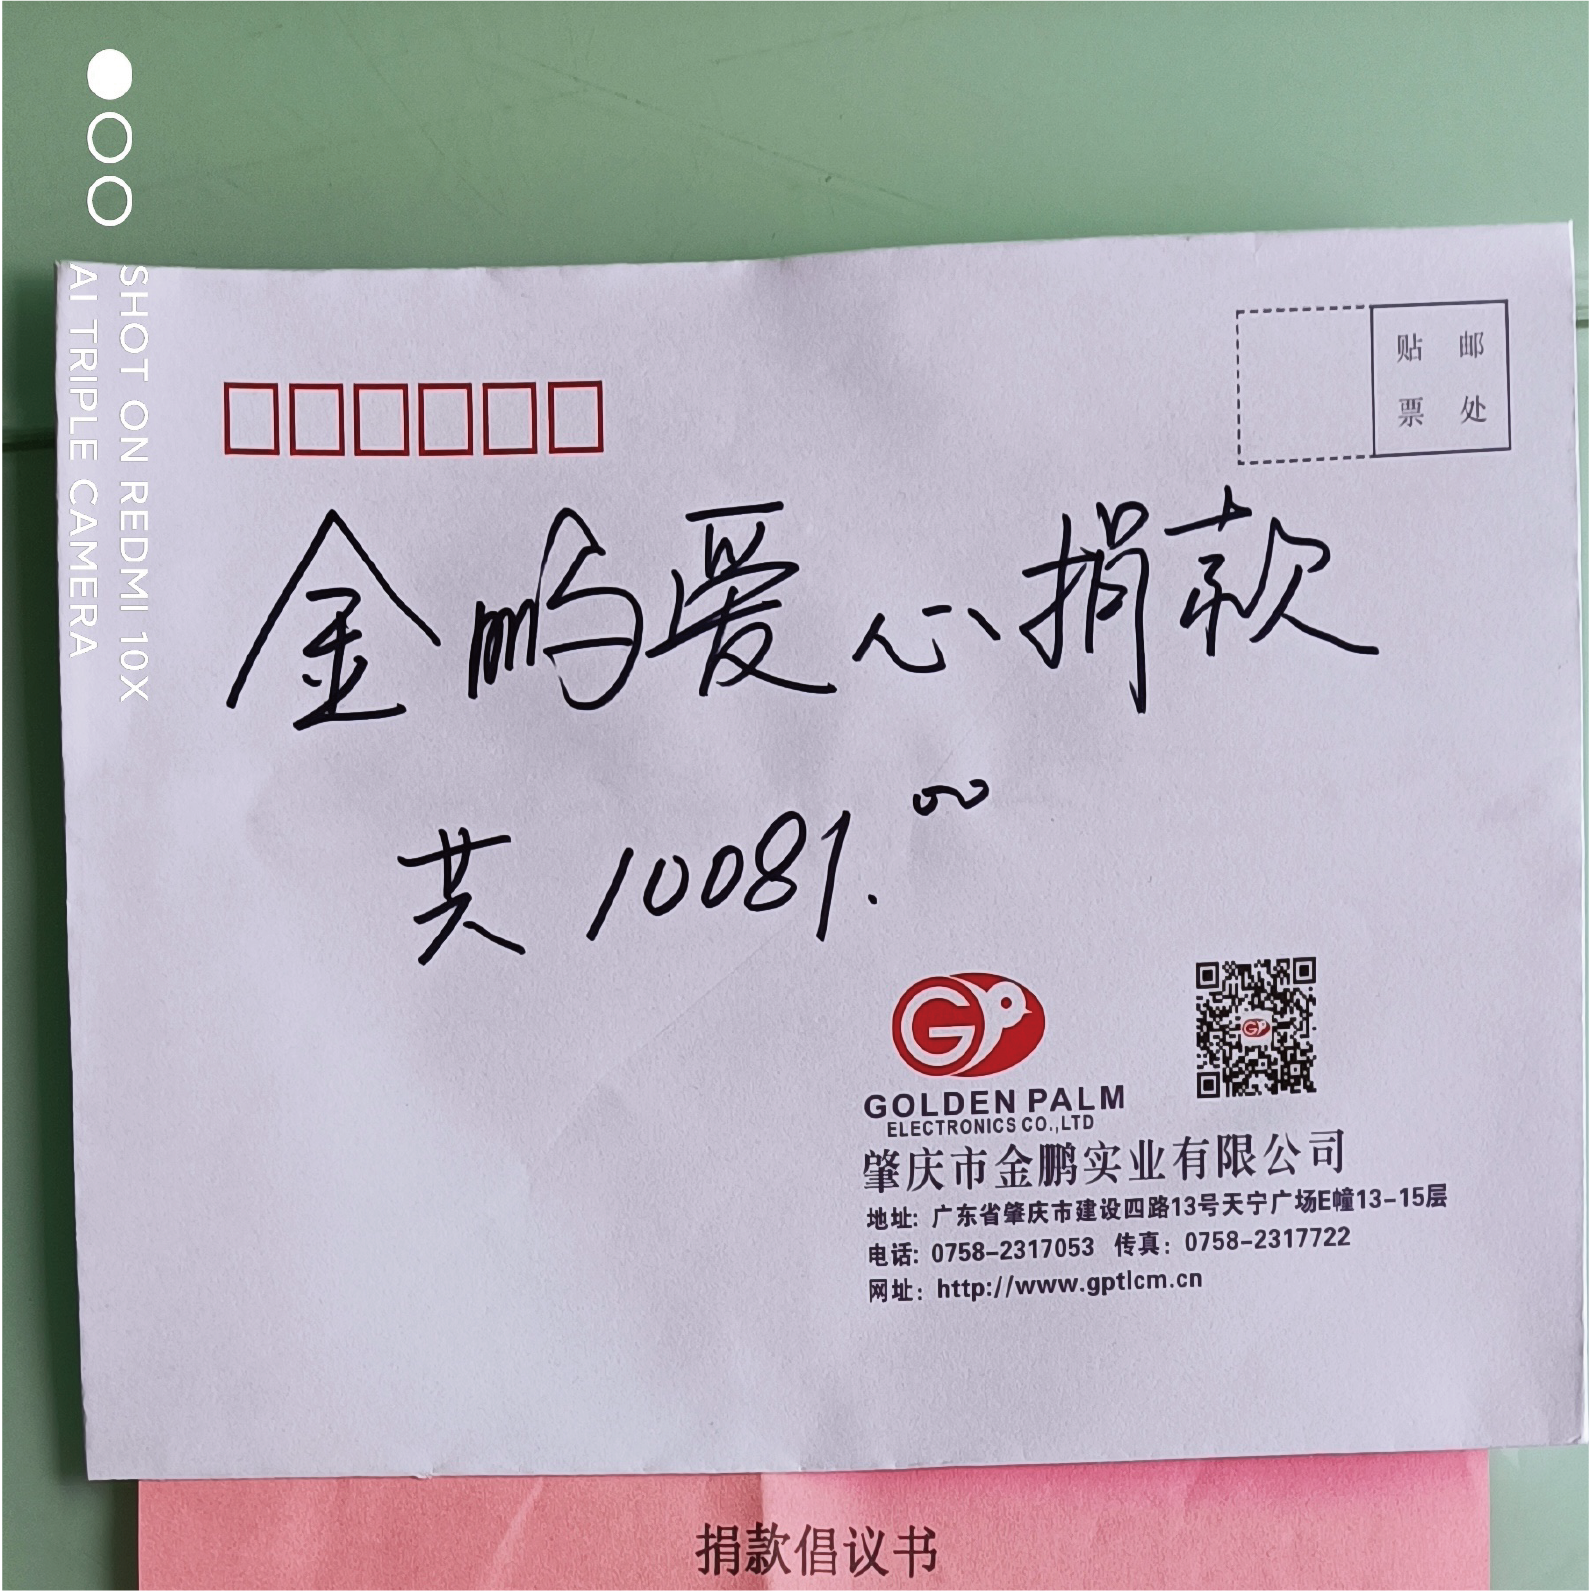 SHOT ON REDMI 10X
AI TRIPLE CAMERA
贴 邮
票 处
金鹏爱心捐款
共 10081.00
GP
GOLDEN PALM
ELECTRONICS CO.,LTD
肇庆市金鹏实业有限公司
地址: 广东省肇庆市建设四路13号天宁广场E幢13-15层
电话: 0758-2317053 传真: 0758-2317722
网址: http://www.gptlcm.cn
捐款倡议书